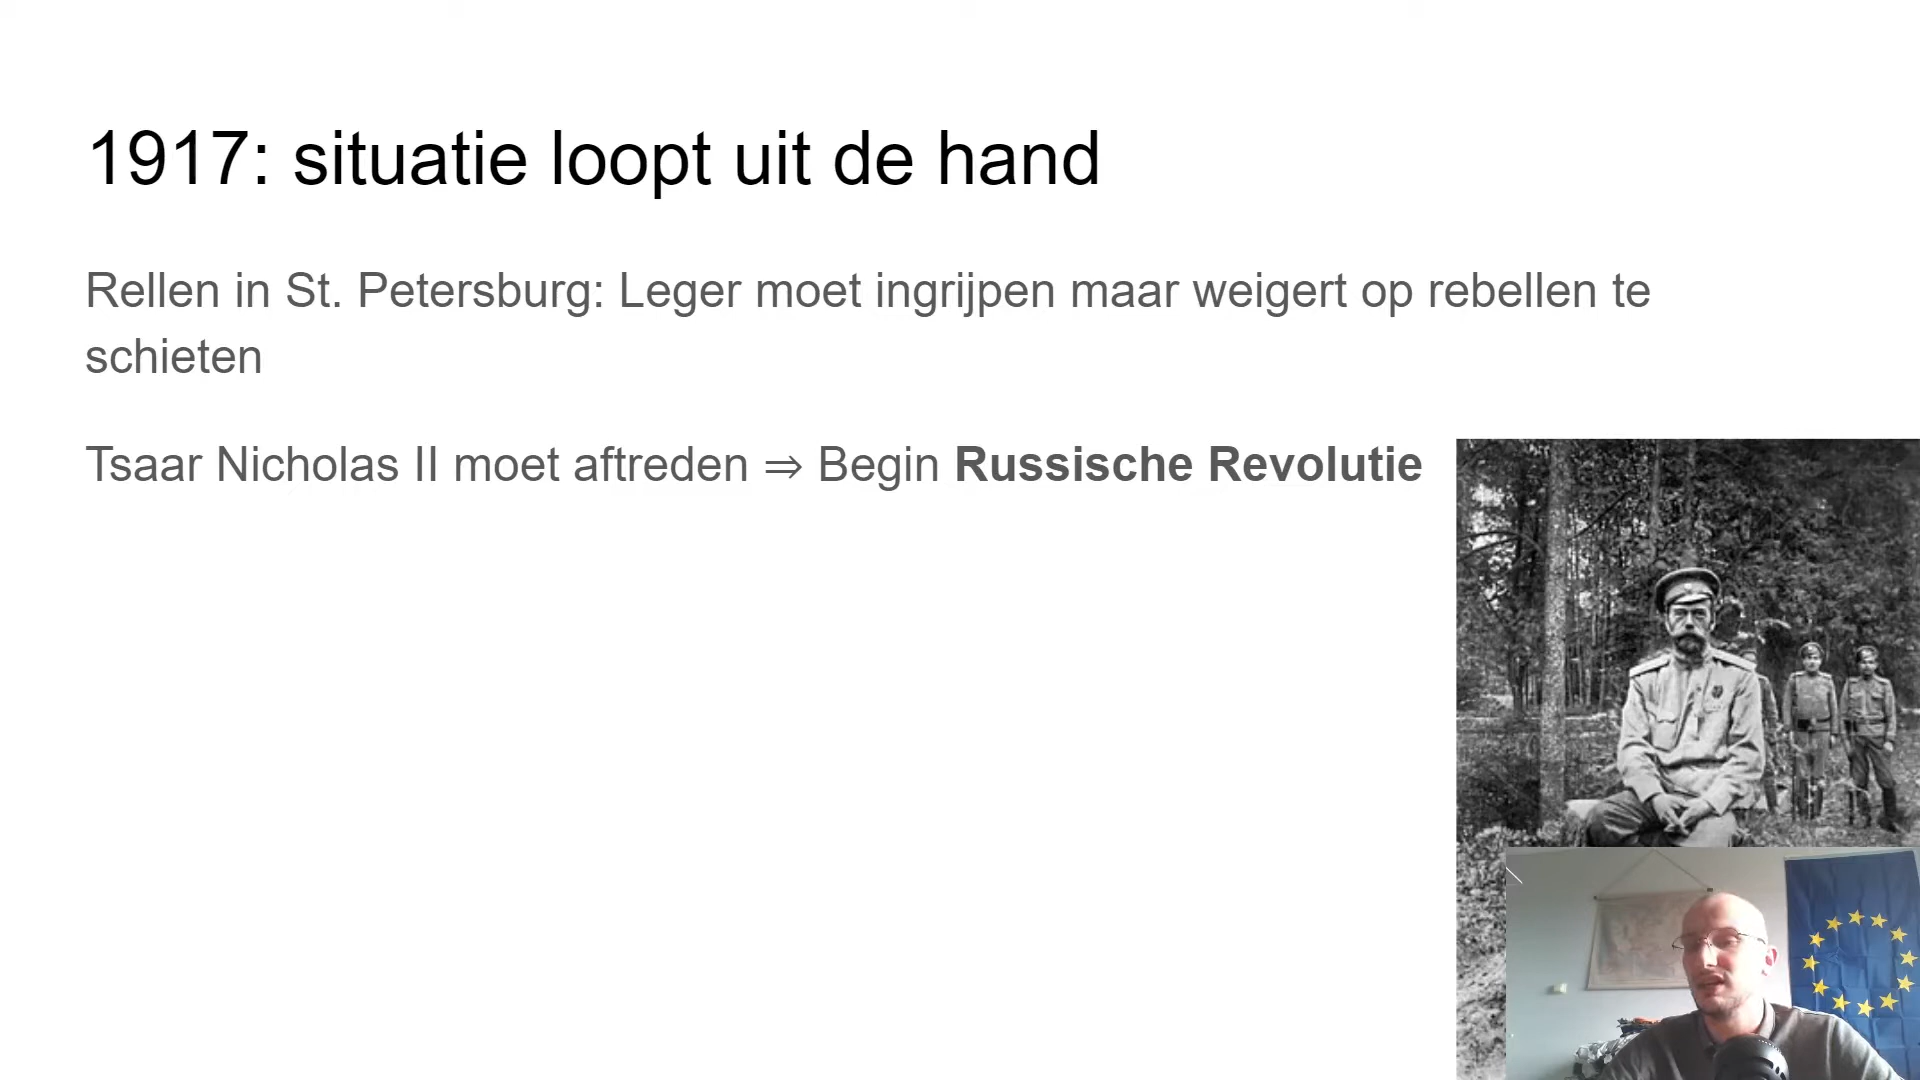 1917: situatie loopt uit de hand
Rellen in St. Petersburg: Leger moet ingrijpen maar weigert op rebellen te
schieten
Tsaar Nicholas II moet aftreden ⇒ Begin Russische Revolutie